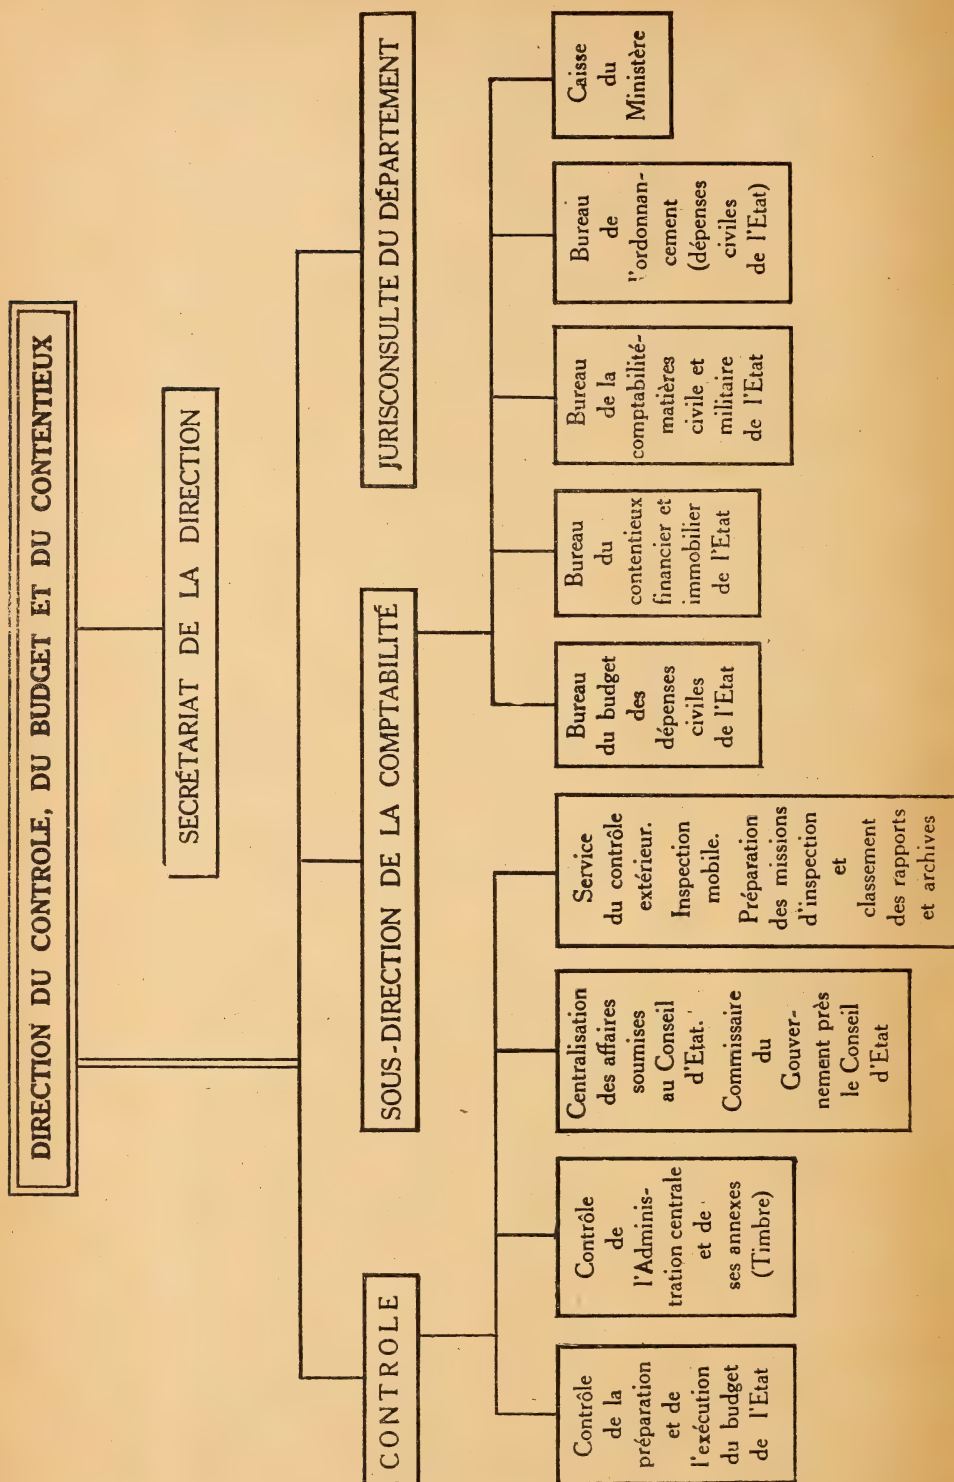 DIRECTION DU CONTROLE, DU BUDGET ET DU CONTENTIEUX
SECRÉTARIAT DE LA DIRECTION
CONTROLE
SOUS-DIRECTION DE LA COMPTABILITÉ
JURISCONSULTE DU DÉPARTEMENT
Contrôle
de la
préparation
et de
l'exécution
du budget
de l'Etat
Contrôle
de
l'Adminis-
tration centrale
et de
ses annexes
(Timbre)
Centralisation
des affaires
soumises
au Conseil
d'Etat.
Commissaire
du
Gouver-
nement près
le Conseil
d'Etat
Service
du contrôle
extérieur.
Inspection
mobile.
Préparation
des missions
d'inspection
et
classement
des rapports
et archives
Bureau
du budget
des
dépenses
civiles
de l'Etat
Bureau
du
contentieux
financier et
immobilier
de l'Etat
Bureau
de la
comptabilité-
matières
civile et
militaire
de l'Etat
Bureau
de
l'ordonnan-
cement
(dépenses
civiles
de l'Etat)
Caisse
du
Ministère